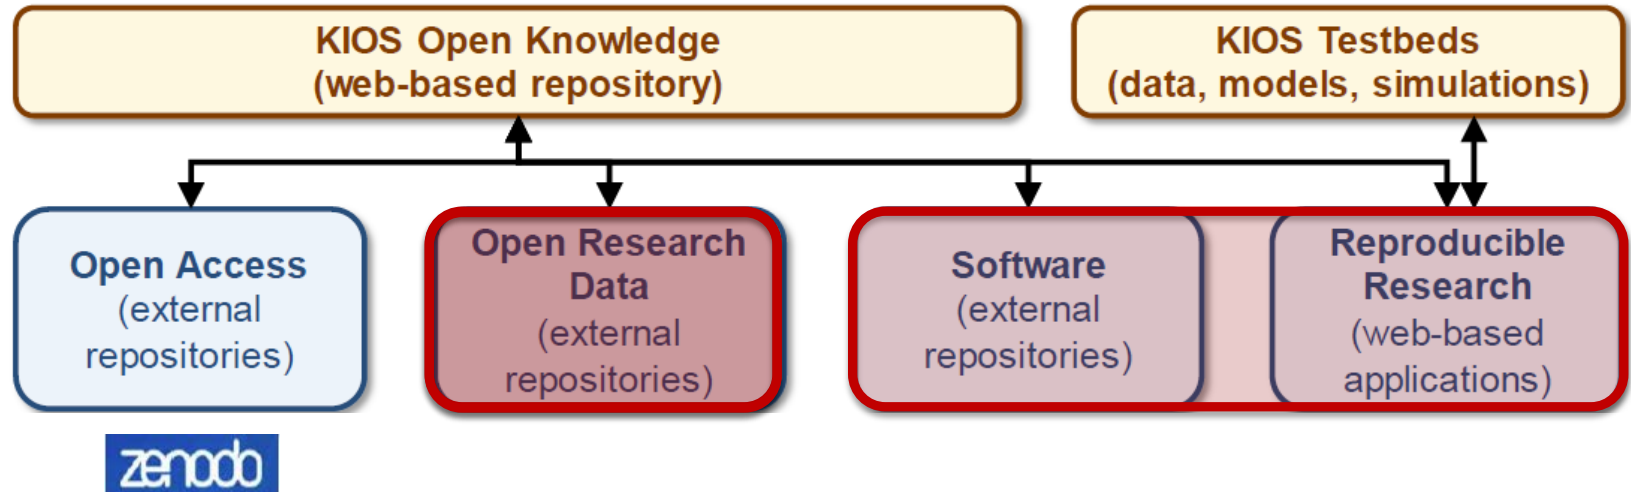 KIOS Open Knowledge
(web-based repository)
KIOS Testbeds
(data, models, simulations)
Open Access
(external
repositories)
Open Research
Data
(external
repositories)
Software
(external
repositories)
Reproducible
Research
(web-based
applications)
zenodo